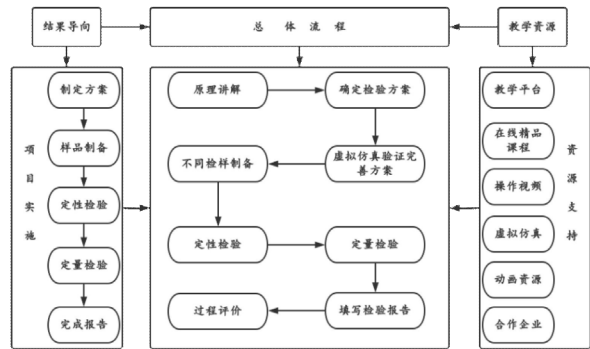 结果导向
总体流程
教学资源
项目实施
制定方案
样品制备
定性检验
定量检验
完成报告
原理讲解
确定检验方案
不同检样制备
虚拟仿真验证完
善方案
定性检验
定量检验
过程评价
填写检验报告
教学平台
在线精品
课程
操作视频
虚拟仿真
动画资源
合作企业
资源支持